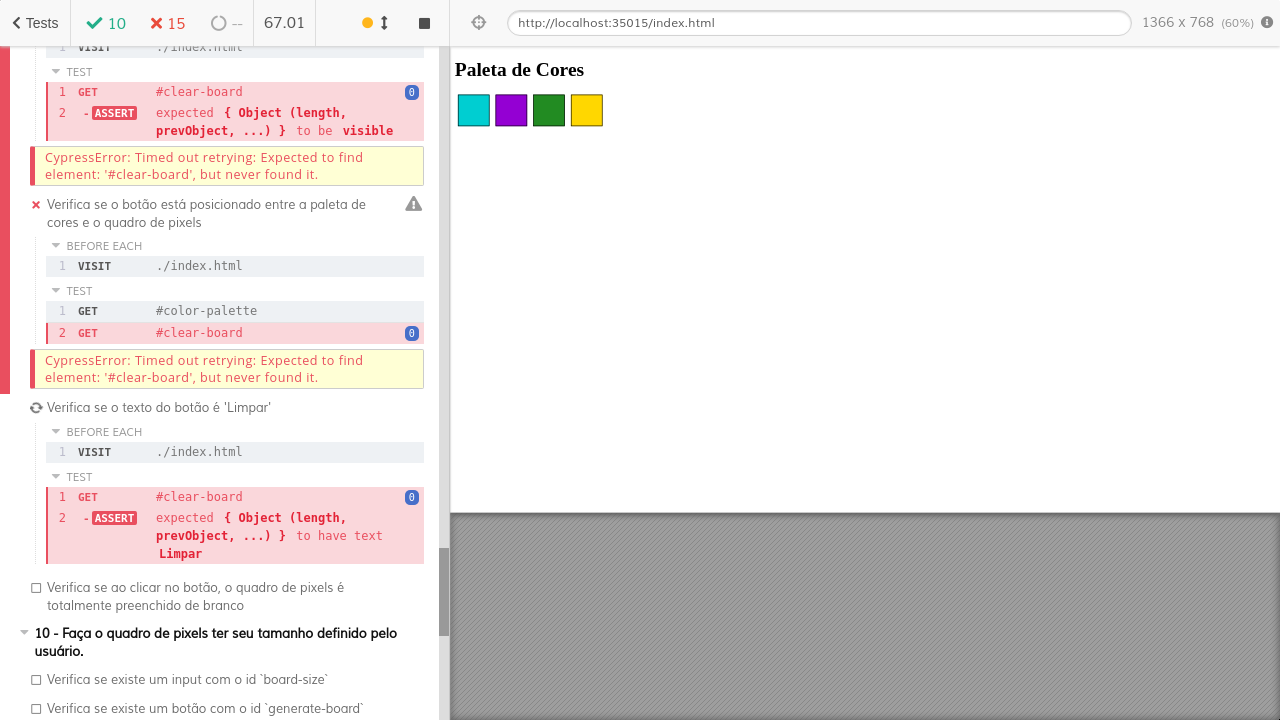 Tests 10 15 -- 67.01
http://localhost:35015/index.html 1366 x 768 (60%)
1 VISIT ./index.html
TEST
1 GET #clear-board 0
2 - ASSERT expected { Object (length,
prevObject, ...) } to be visible
CypressError: Timed out retrying: Expected to find
element: '#clear-board', but never found it.
Verifica se o botão está posicionado entre a paleta de
cores e o quadro de pixels
BEFORE EACH
1 VISIT ./index.html
TEST
1 GET #color-palette
2 GET #clear-board 0
CypressError: Timed out retrying: Expected to find
element: '#clear-board', but never found it.
Verifica se o texto do botão é 'Limpar'
BEFORE EACH
1 VISIT ./index.html
TEST
1 GET #clear-board 0
2 - ASSERT expected { Object (length,
prevObject, ...) } to have text
Limpar
Verifica se ao clicar no botão, o quadro de pixels é
totalmente preenchido de branco
10 - Faça o quadro de pixels ter seu tamanho definido pelo
usuário.
Verifica se existe um input com o id `board-size`
Verifica se existe um botão com o id `generate-board`
Paleta de Cores